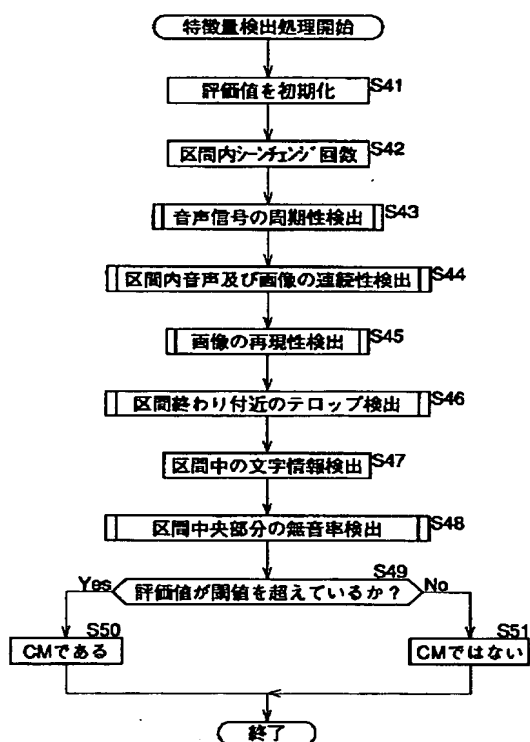 特徴量検出処理開始
評価値を初期化 S41
区間内シーンチェンジ回数 S42
音声信号の周期性検出 S43
区間内音声及び画像の連続性検出 S44
画像の再現性検出 S45
区間終わり付近のテロップ検出 S46
区間中の文字情報検出 S47
区間中央部分の無音率検出 S48
S49
Yes 評価値が閾値を超えているか？ No
S50 S51
CMである CMではない
終了